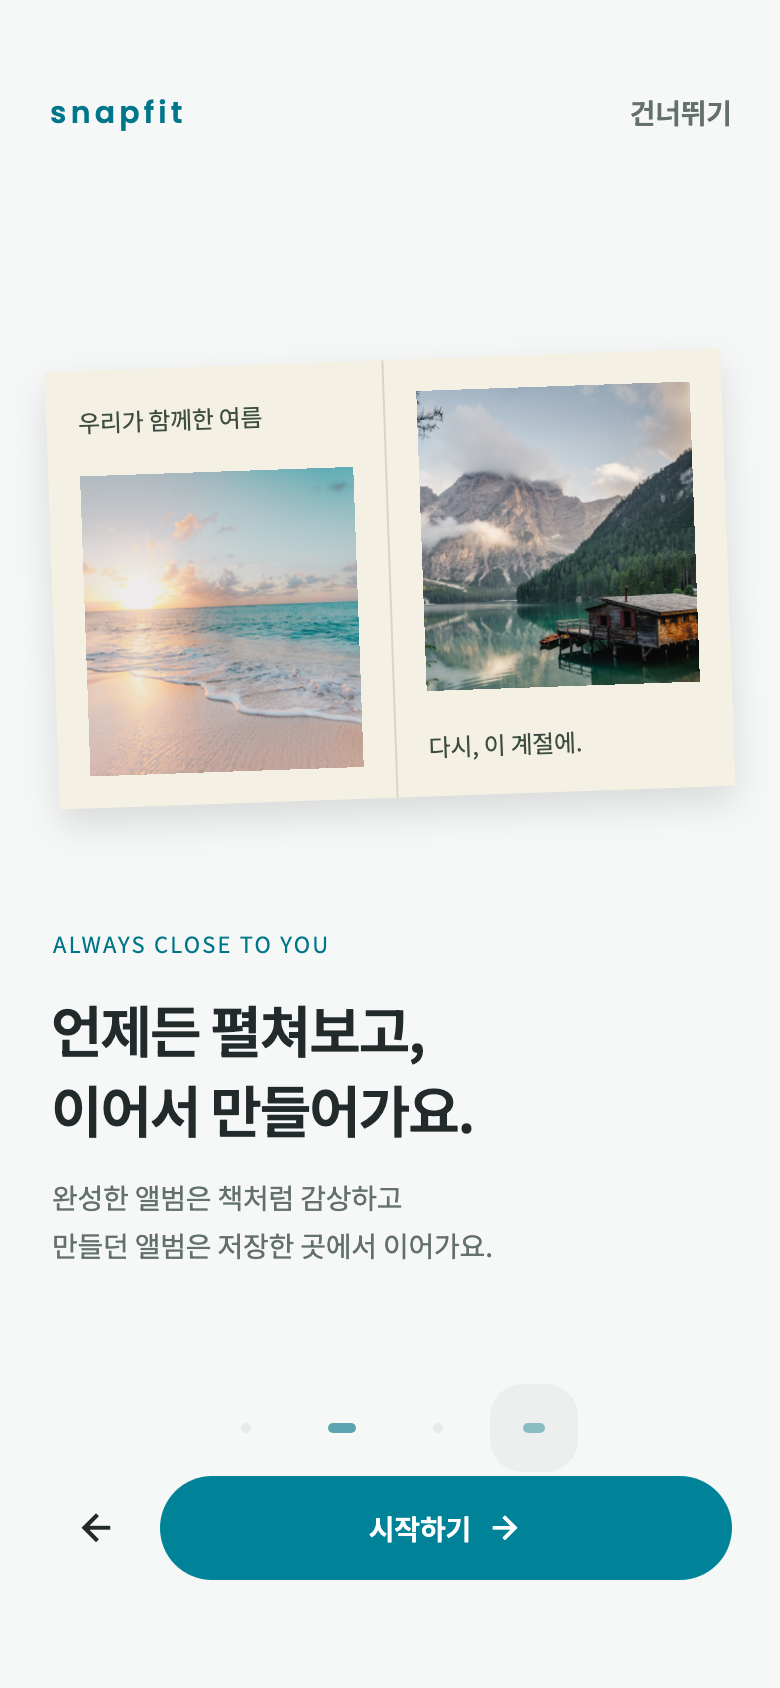 snapfit
건너뛰기
우리가 함께한 여름
다시, 이 계절에.
ALWAYS CLOSE TO YOU
언제든 펼쳐보고,
이어서 만들어가요.
완성한 앨범은 책처럼 감상하고
만들던 앨범은 저장한 곳에서 이어가요.
시작하기